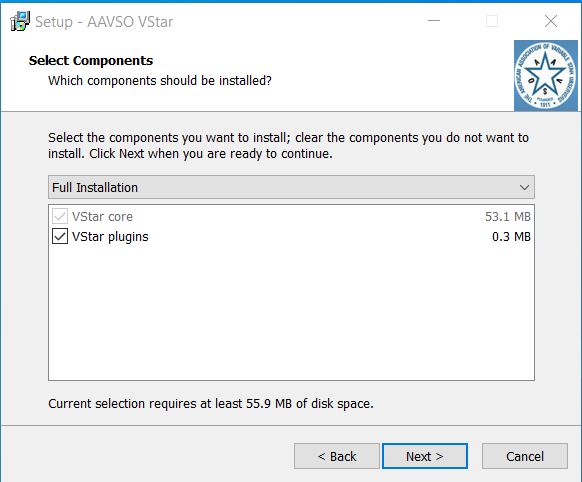 Setup - AAVSO VStar
Select Components
Which components should be installed?
THE AMERICAN ASSOCIATION OF VARIABLE STAR OBSERVERS
A A V S O
FOUNDED
1911
Select the components you want to install; clear the components you do not want to
install. Click Next when you are ready to continue.
Full Installation
VStar core 53.1 MB
VStar plugins 0.3 MB
Current selection requires at least 55.9 MB of disk space.
< Back Next > Cancel